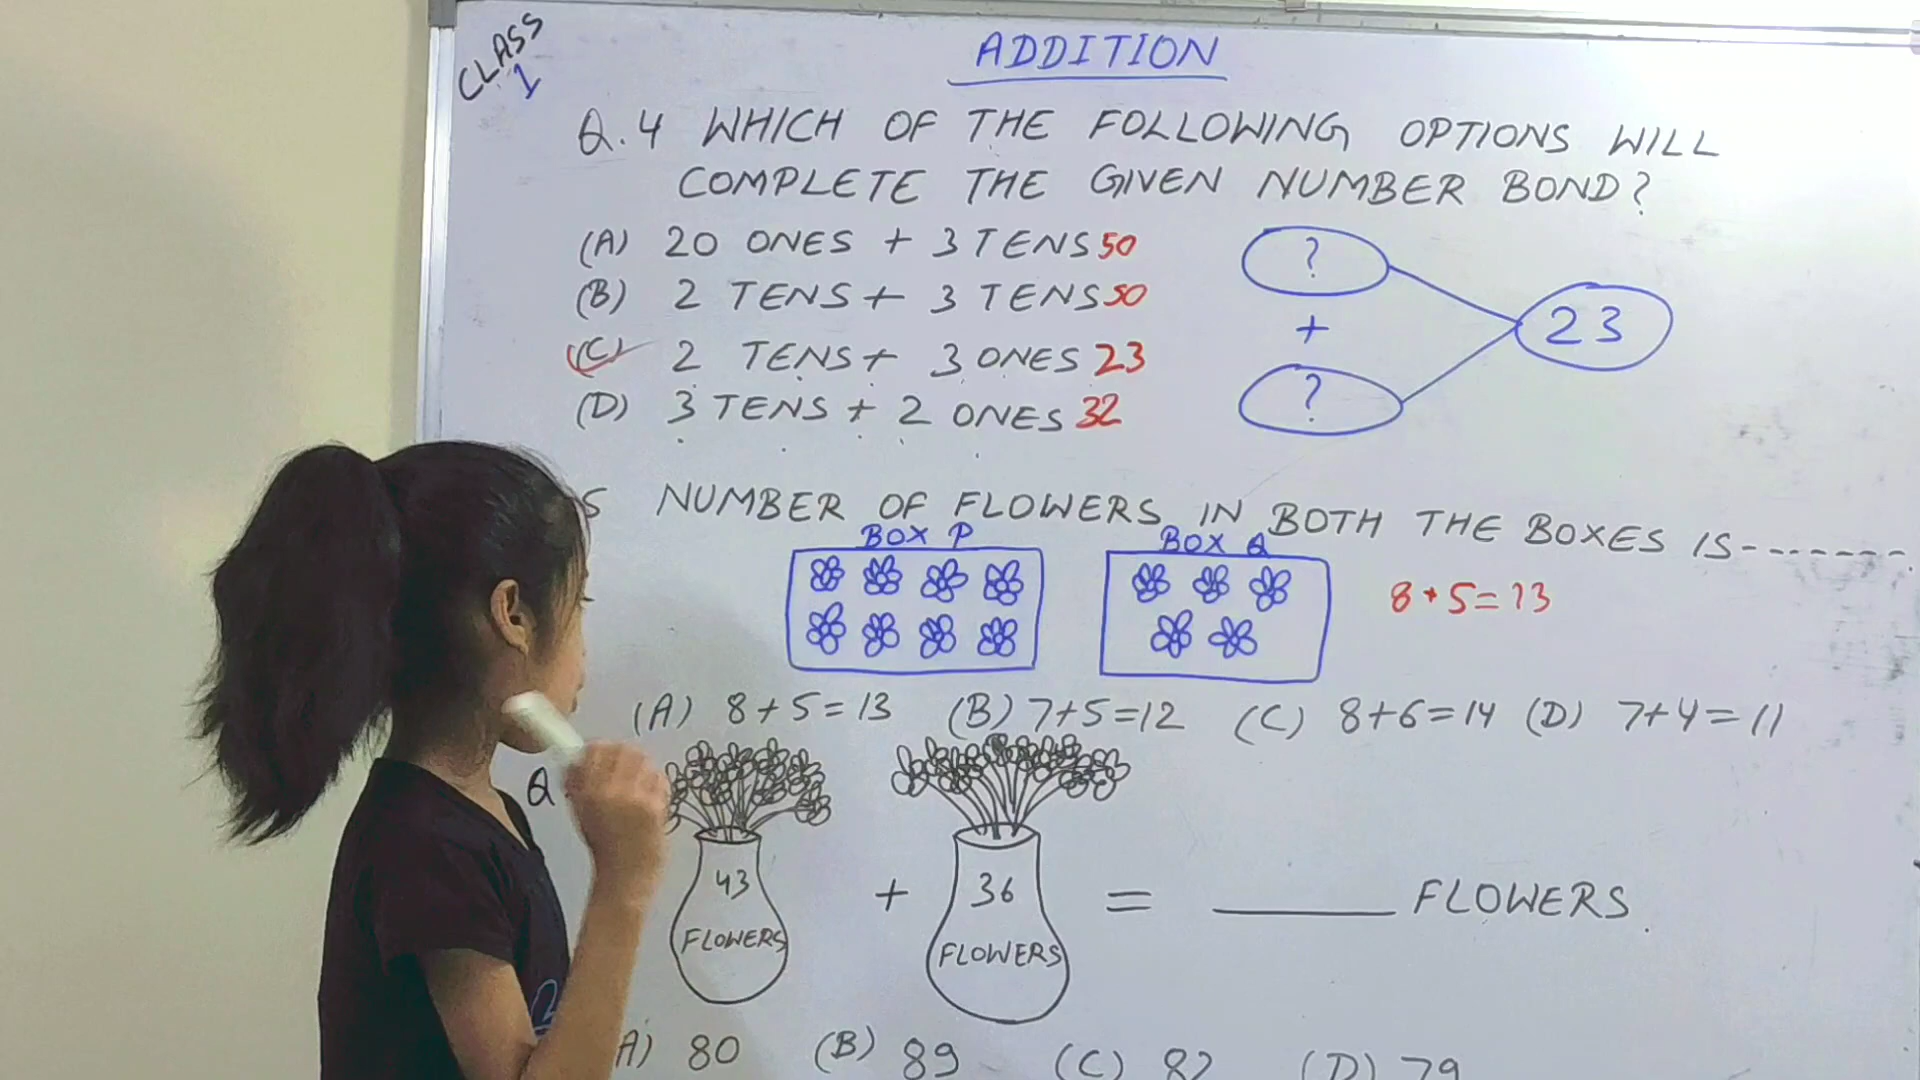 CLASS
1
ADDITION
Q.4 WHICH OF THE FOLLOWING OPTIONS WILL
COMPLETE THE GIVEN NUMBER BOND?
(A) 20 ONES + 3 TENS 50
(B) 2 TENS + 3 TENS 50
(C) 2 TENS + 3 ONES 23
(D) 3 TENS + 2 ONES 32
?
+
?
23
5 NUMBER OF FLOWERS IN BOTH THE BOXES IS-------
BOX P
BOX Q
8+5=13
(A) 8+5=13 (B) 7+5=12 (C) 8+6=14 (D) 7+4=11
Q
43
FLOWERS
+
36
FLOWERS
= ______ FLOWERS
A) 80 (B) 89 (C) 82 (D) 79